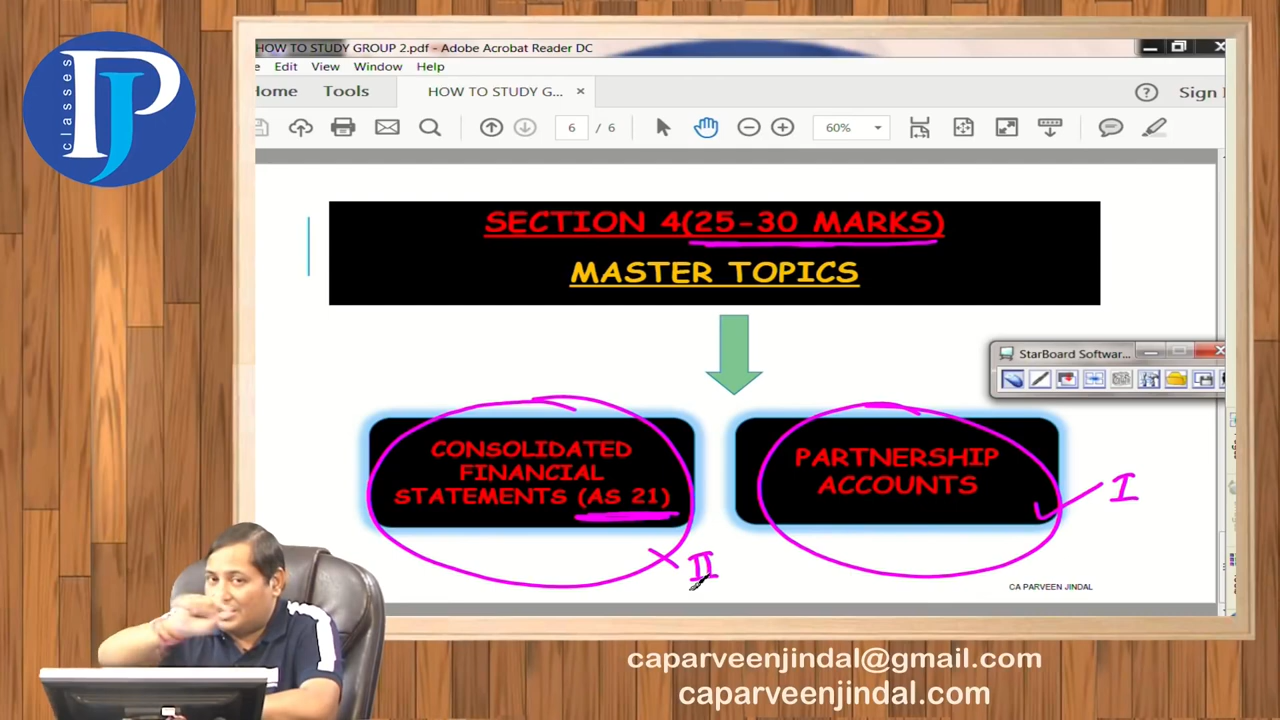 classes
PJ
HOW TO STUDY GROUP 2.pdf - Adobe Acrobat Reader DC
e Edit View Window Help
Home Tools HOW TO STUDY G... ×
Sign I
6 / 6
60%
SECTION 4(25-30 MARKS)
MASTER TOPICS
StarBoard Softwar...
CONSOLIDATED
FINANCIAL
STATEMENTS (AS 21)
PARTNERSHIP
ACCOUNTS
I
II
CA PARVEEN JINDAL
caparveenjindal@gmail.com
caparveenjindal.com